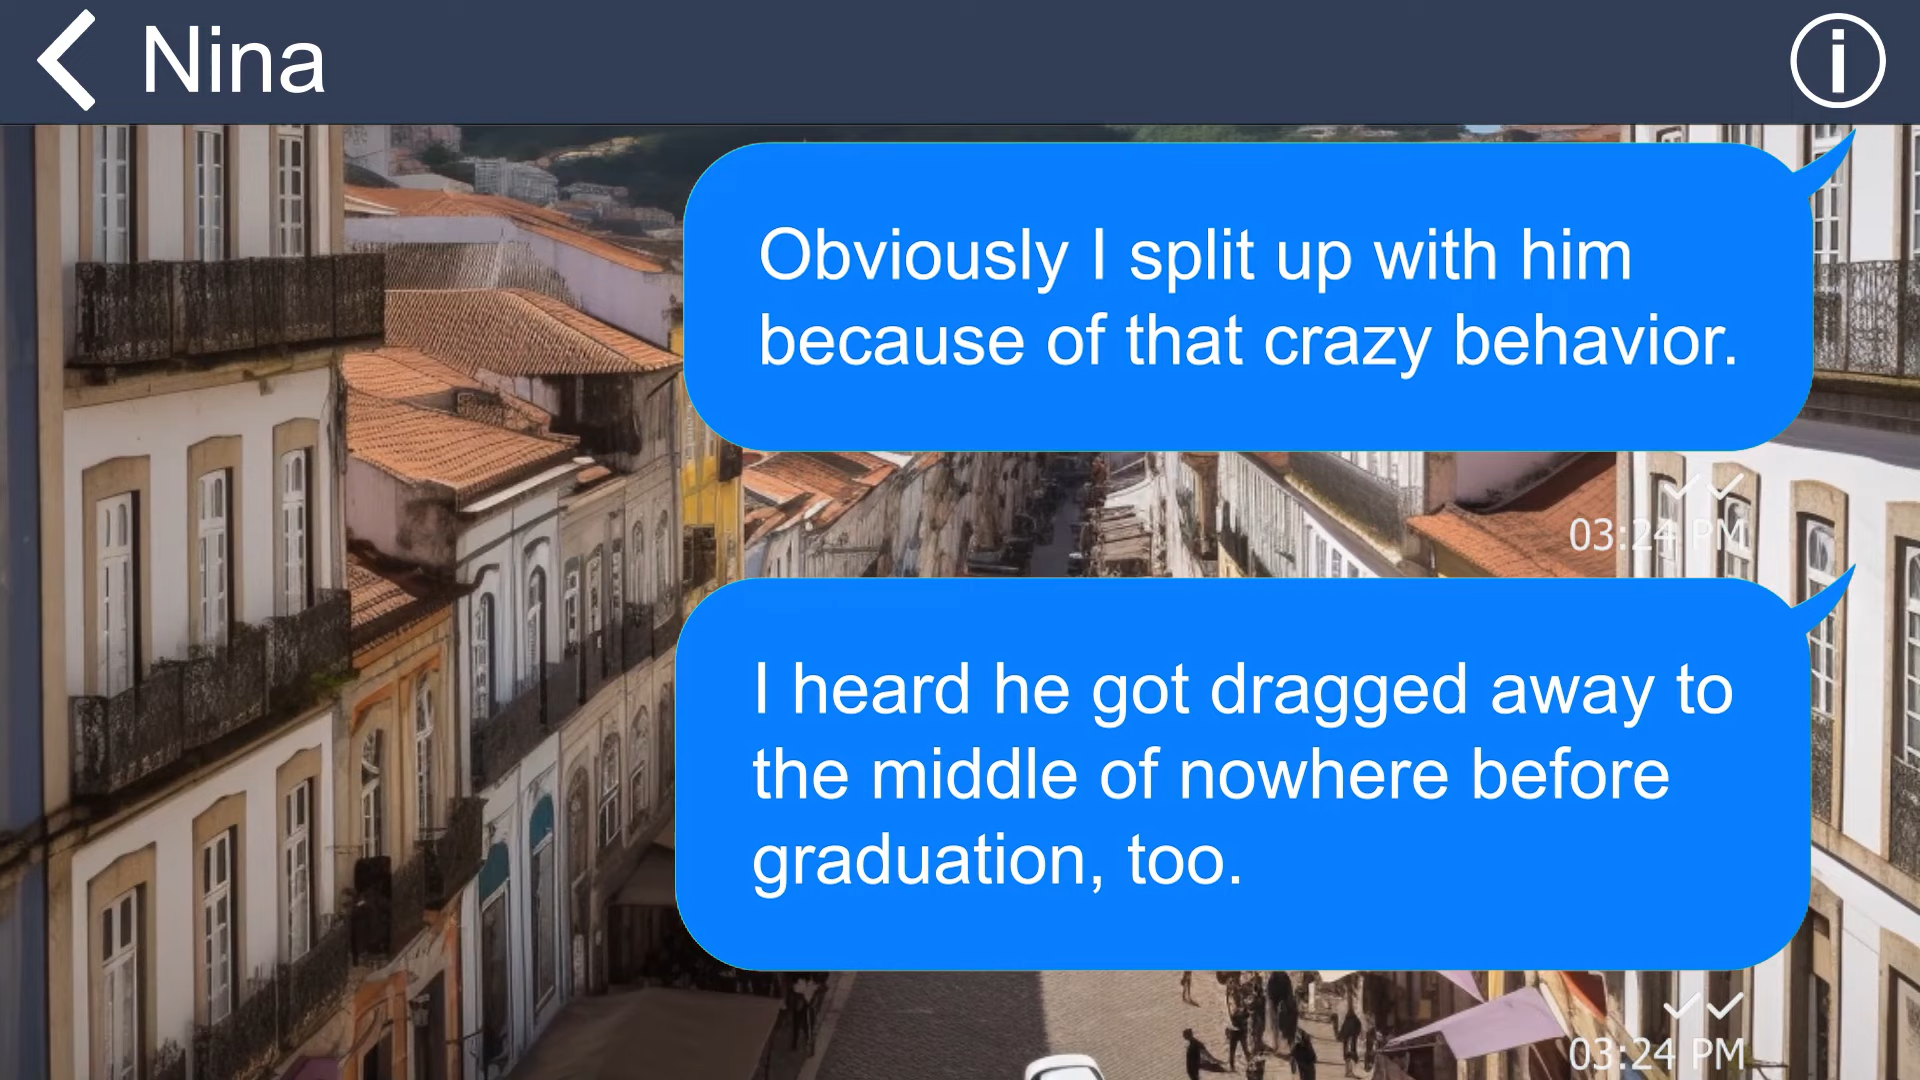 Nina
Obviously I split up with him
because of that crazy behavior.
03:24 PM
I heard he got dragged away to
the middle of nowhere before
graduation, too.
03:24 PM